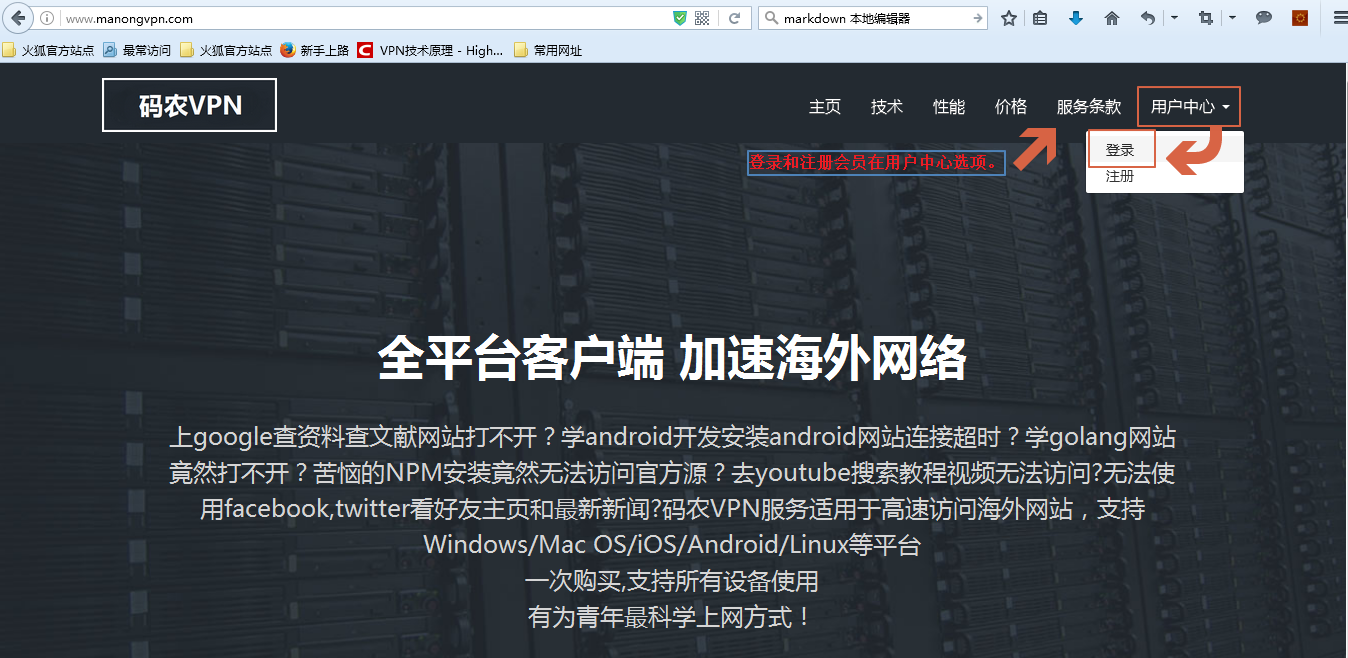 www.manongvpn.com
markdown 本地编辑器
火狐官方站点 最常访问 火狐官方站点 新手上路 VPN技术原理 - High... 常用网址
码农VPN
主页 技术 性能 价格 服务条款 用户中心
登录和注册会员在用户中心选项。
登录
注册
全平台客户端 加速海外网络
上google查资料查文献网站打不开？学android开发安装android网站连接超时？学golang网站
竟然打不开？苦恼的NPM安装竟然无法访问官方源？去youtube搜索教程视频无法访问?无法使
用facebook,twitter看好友主页和最新新闻?码农VPN服务适用于高速访问海外网站，支持
Windows/Mac OS/iOS/Android/Linux等平台
一次购买,支持所有设备使用
有为青年最科学上网方式！